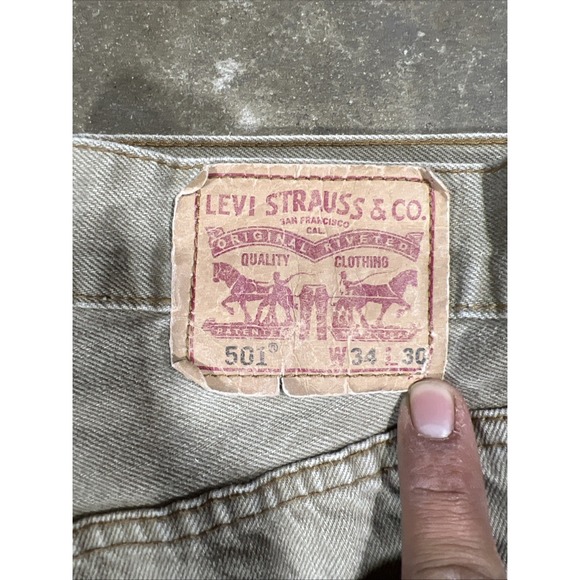 LEVI STRAUSS & CO.
SAN FRANCISCO
CAL.
ORIGINAL RIVETED
QUALITY CLOTHING
PATENTED
501® W 34 L 30